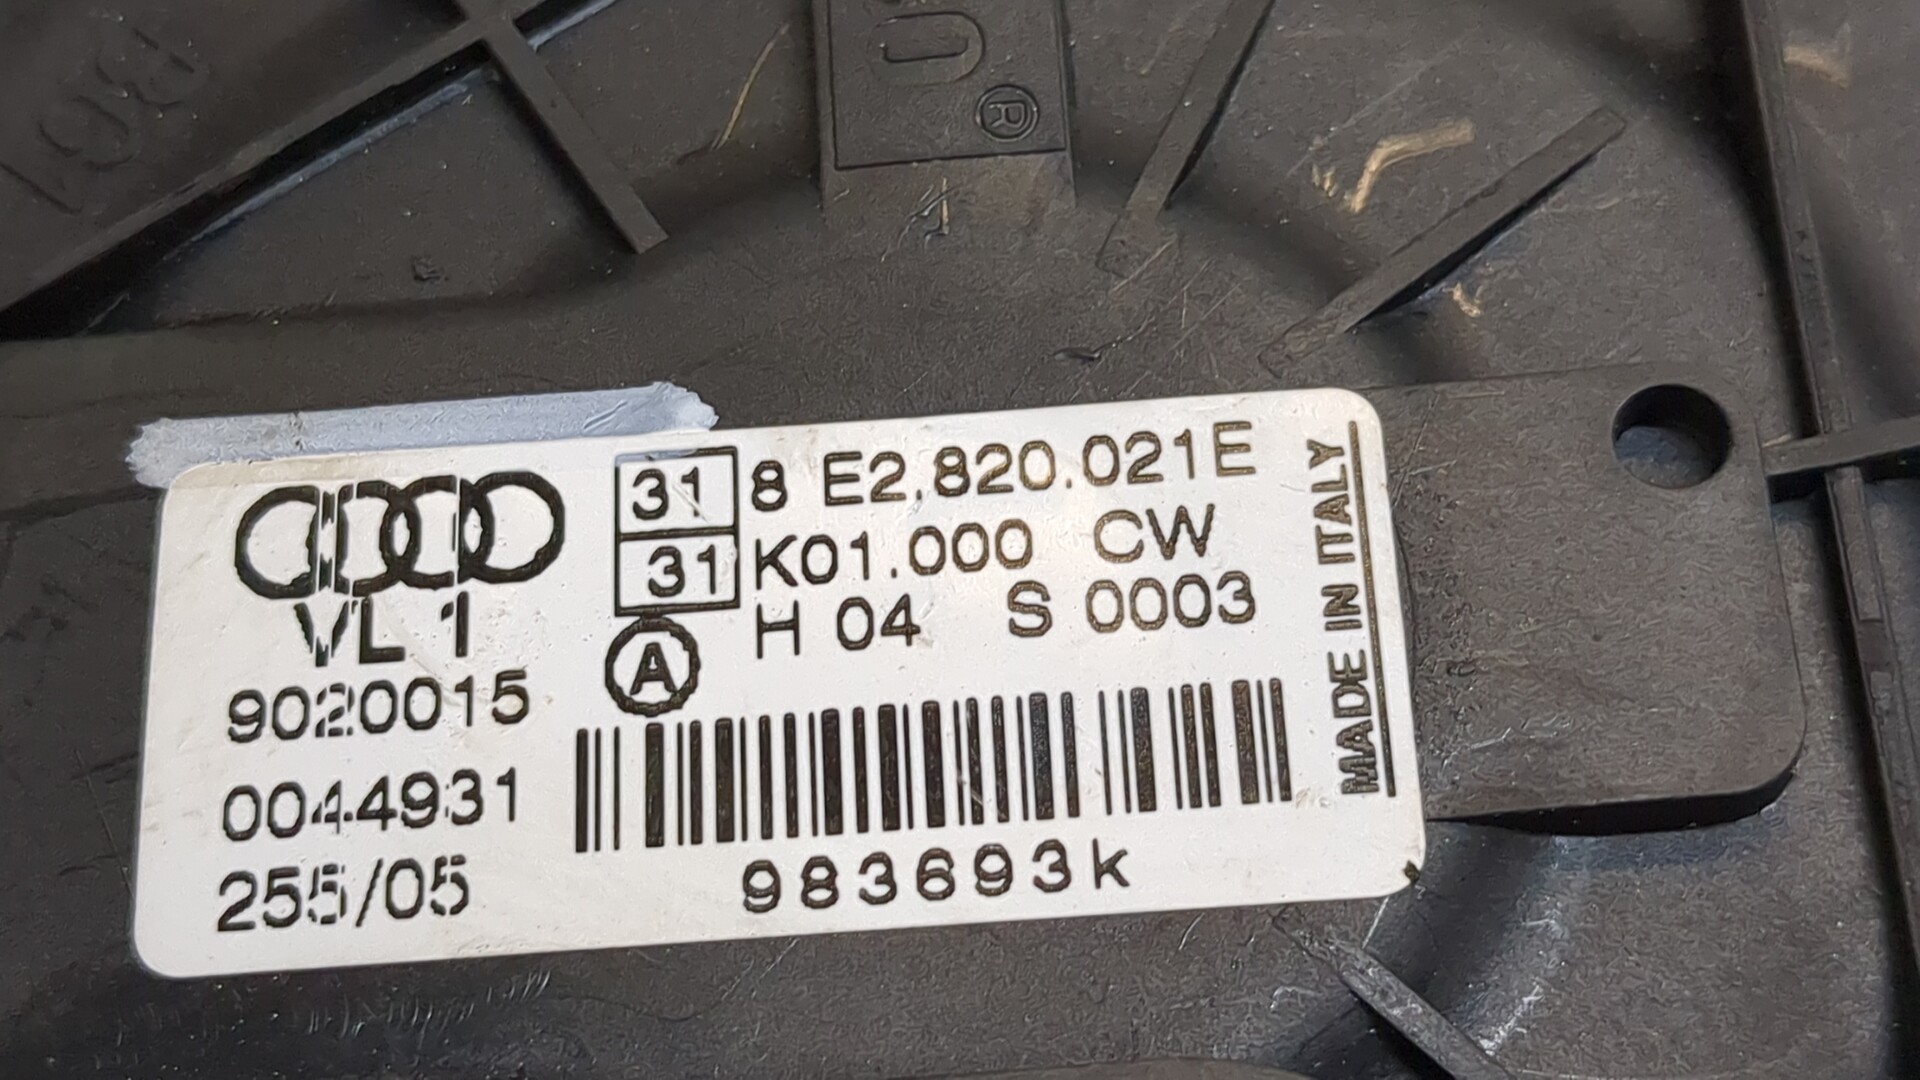 ®
31 8 E2.820.021E
31 K01.000 CW
A H 04 S 0003
VL 1
9020015
0044931
255/05
983693k
MADE IN ITALY